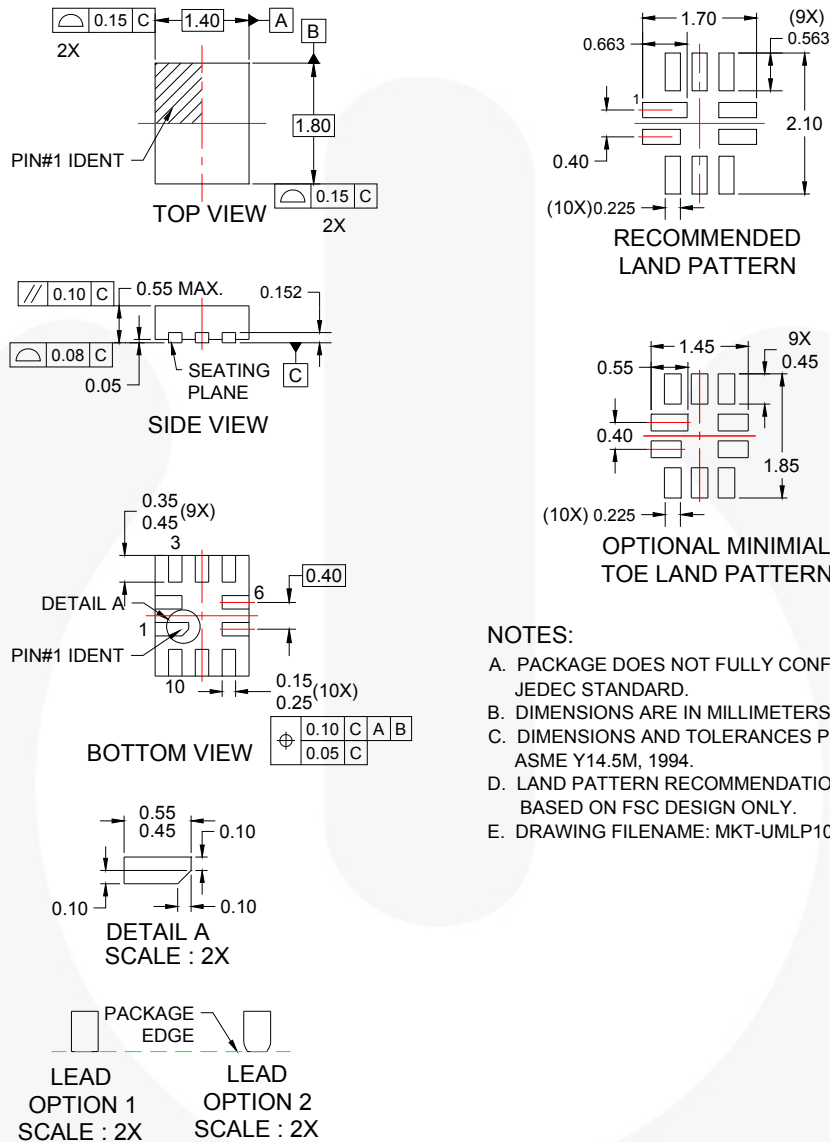 0.15 C
1.40
A
2X
B
1.80
PIN#1 IDENT
0.15 C
TOP VIEW
2X
// 0.10 C
0.55 MAX.
0.152
0.08 C
0.05
SEATING
PLANE
C
SIDE VIEW
0.35
0.45
(9X)
3
0.40
DETAIL A
6
1
PIN#1 IDENT
10
0.15
0.25
(10X)
0.10 C A B
0.05 C
BOTTOM VIEW
0.55
0.45
0.10
0.10
0.10
DETAIL A
SCALE : 2X
PACKAGE
EDGE
LEAD
OPTION 1
SCALE : 2X
LEAD
OPTION 2
SCALE : 2X
1.70
(9X)
0.563
0.663
1
2.10
0.40
(10X) 0.225
RECOMMENDED
LAND PATTERN
1.45
9X
0.45
0.55
0.40
1.85
(10X) 0.225
OPTIONAL MINIMIAL
TOE LAND PATTERN
NOTES:
A. PACKAGE DOES NOT FULLY CONF
JEDEC STANDARD.
B. DIMENSIONS ARE IN MILLIMETERS
C. DIMENSIONS AND TOLERANCES P
ASME Y14.5M, 1994.
D. LAND PATTERN RECOMMENDATIO
BASED ON FSC DESIGN ONLY.
E. DRAWING FILENAME: MKT-UMLP10